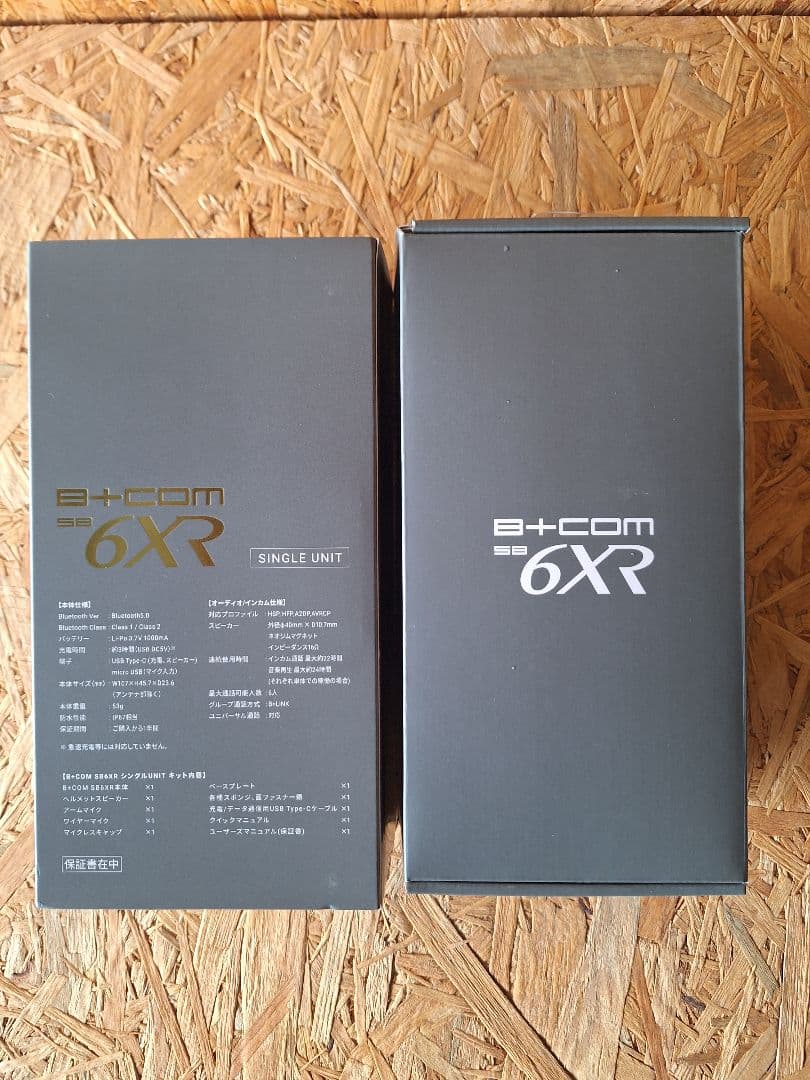 B+COM
SB 6XR
SINGLE UNIT
【本体仕様】
Bluetooth Ver : Bluetooth5.0
Bluetooth Class : Class 1 / Class 2
バッテリー : Li-Po 3.7V 1000mA
充電時間 : 約3時間(USB DC5V)※
端子 : USB Type-C (充電、スピーカー)
micro USB (マイク入力)
本体サイズ(mm) : W107×H45.7×D23.6
(アンテナ部除く)
本体重量 : 53g
防水性能 : IP67相当
保証期間 : ご購入から1年間
※ 急速充電等には対応していません。
【オーディオ/インカム仕様】
対応プロファイル : HSP,HFP,A2DP,AVRCP
スピーカー : 外径φ40mm × D10.7mm
ネオジムマグネット
インピーダンス16Ω
連続使用時間 : インカム通話 最大約22時間
音楽再生 最大約24時間
(それぞれ単体での稼働の場合)
最大通話可能人数 : 6人
グループ通話方式 : B+LINK
ユニバーサル通話 : 対応
【B+COM SB6XR シングルUNIT キット内容】
B+COM SB6XR本体 ×1
ヘルメットスピーカー ×1
アームマイク ×1
ワイヤーマイク ×1
マイクレスキャップ ×1
ベースプレート ×1
各種スポンジ、面ファスナー類 ×1
充電/データ通信用USB Type-Cケーブル ×1
クイックマニュアル ×1
ユーザーズマニュアル(保証書) ×1
保証書在中
B+COM
SB 6XR